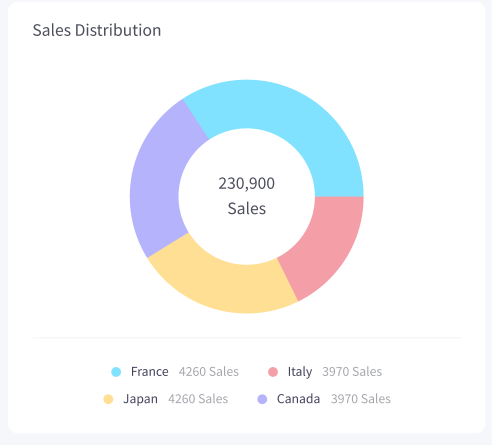 Sales Distribution
230,900
Sales
France 4260 Sales Italy 3970 Sales
Japan 4260 Sales Canada 3970 Sales